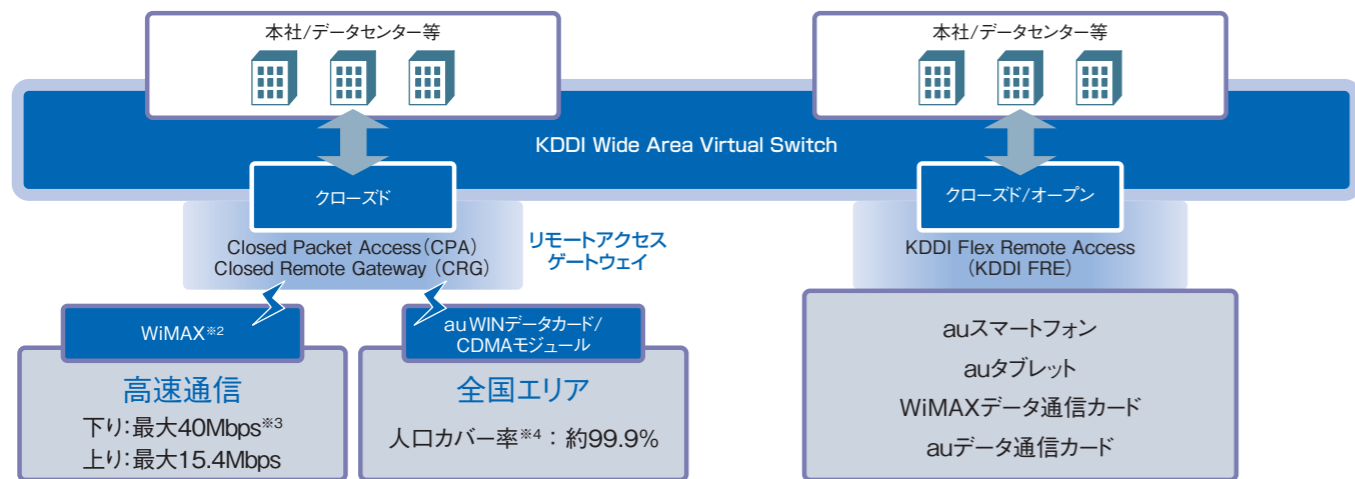 本社/データセンター等
本社/データセンター等
KDDI Wide Area Virtual Switch
クローズド
クローズド/オープン
Closed Packet Access(CPA)
Closed Remote Gateway (CRG)
リモートアクセス
ゲートウェイ
KDDI Flex Remote Access
(KDDI FRE)
WiMAX※2
au WINデータカード/
CDMAモジュール
高速通信
下り:最大40Mbps※3
上り:最大15.4Mbps
全国エリア
人口カバー率※4 : 約99.9%
auスマートフォン
auタブレット
WiMAXデータ通信カード
auデータ通信カード